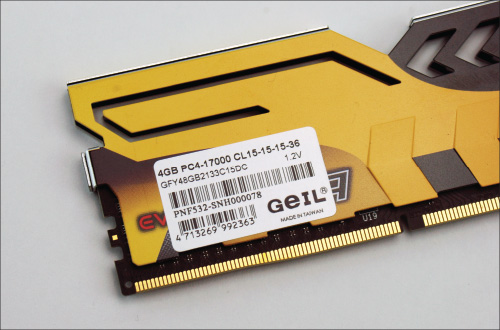 4GB PC4-17000 CL15-15-15-36
GFY48GB2133C15DC 1.2V
PNF532-SNH000078
GeIL®
MADE IN TAIWAN
4 713269 992363
EV
U19